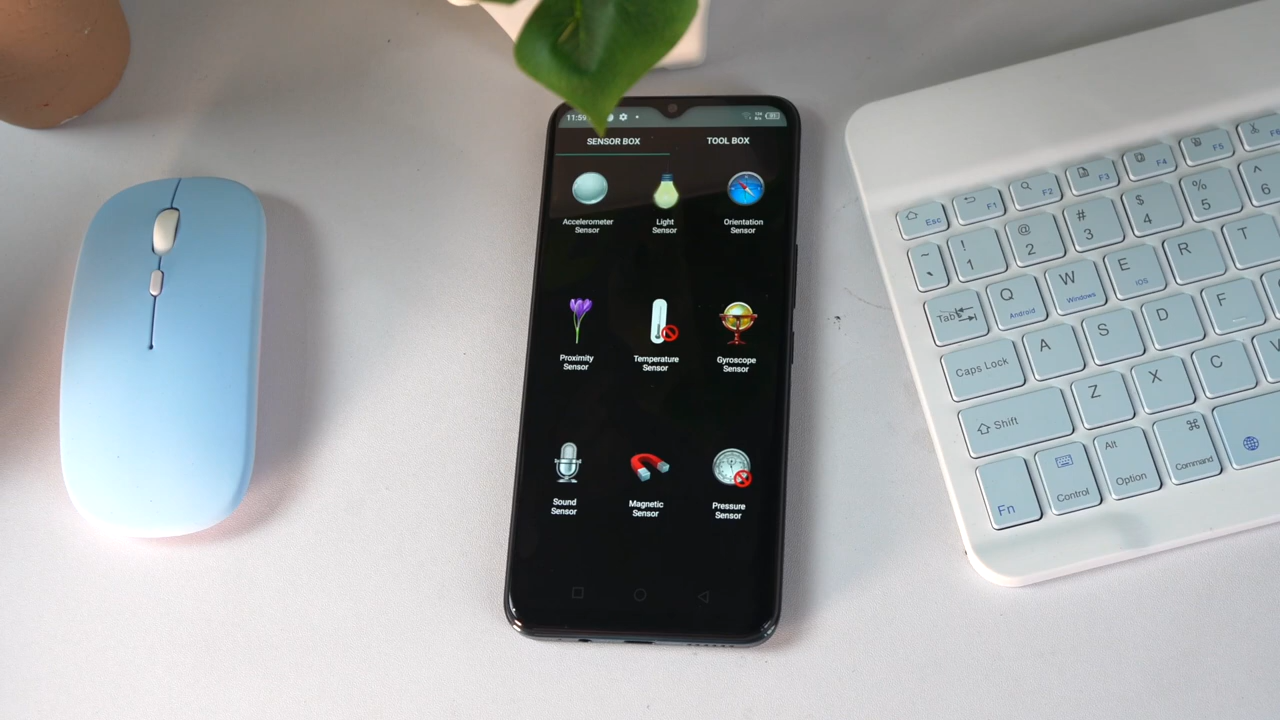 11:59
SENSOR BOX
TOOL BOX
Accelerometer
Sensor
Light
Sensor
Orientation
Sensor
Proximity
Sensor
Temperature
Sensor
Gyroscope
Sensor
Sound
Sensor
Magnetic
Sensor
Pressure
Sensor
Esc F1 F2 F3 F4 F5
~ ` ! 1 @ 2 # 3 $ 4 % 5 ^ 6
Tab Q Android W Windows E iOS R T
Caps Lock A S D F
Shift Z X C V
Fn Control Alt Option ⌘ Command